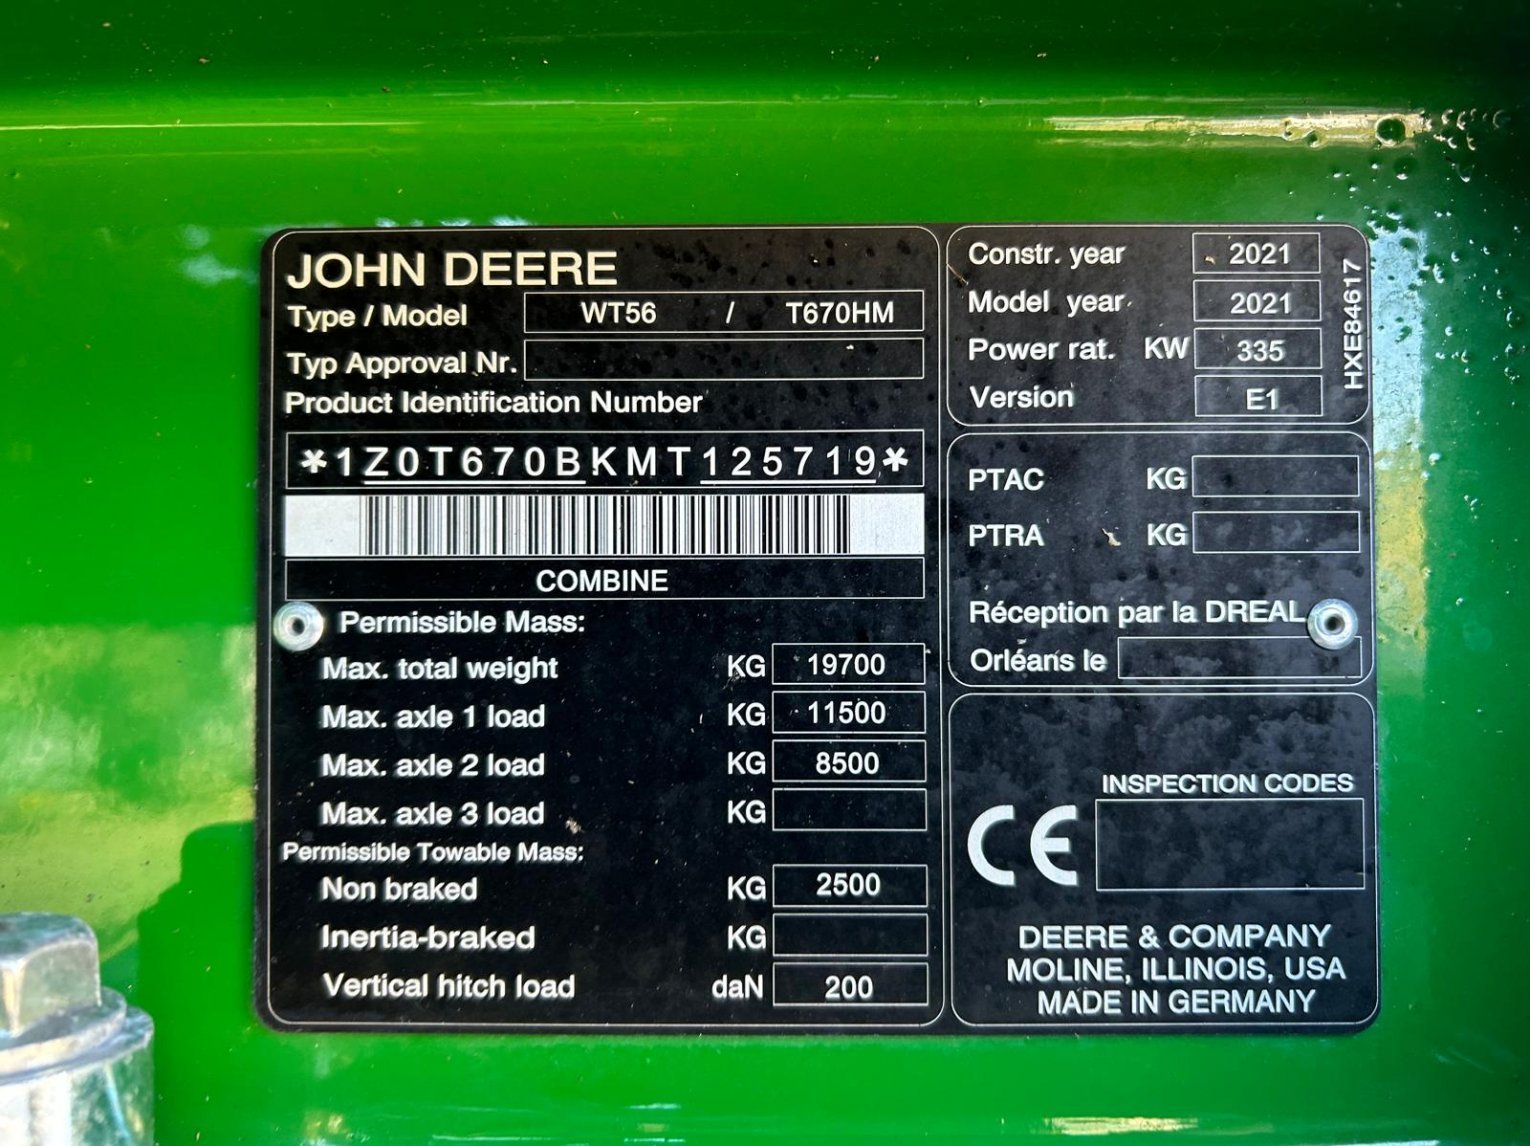 JOHN DEERE
Type / Model WT56 / T670HM
Typ Approval Nr.
Product Identification Number
*1Z0T670BKMT125719*
COMBINE
Permissible Mass:
Max. total weight KG 19700
Max. axle 1 load KG 11500
Max. axle 2 load KG 8500
Max. axle 3 load KG
Permissible Towable Mass:
Non braked KG 2500
Inertia-braked KG
Vertical hitch load daN 200
Constr. year 2021
Model year 2021
Power rat. KW 335
Version E1
HXE84617
PTAC KG
PTRA KG
Réception par la DREAL
Orléans le
INSPECTION CODES
CE
DEERE & COMPANY
MOLINE, ILLINOIS, USA
MADE IN GERMANY